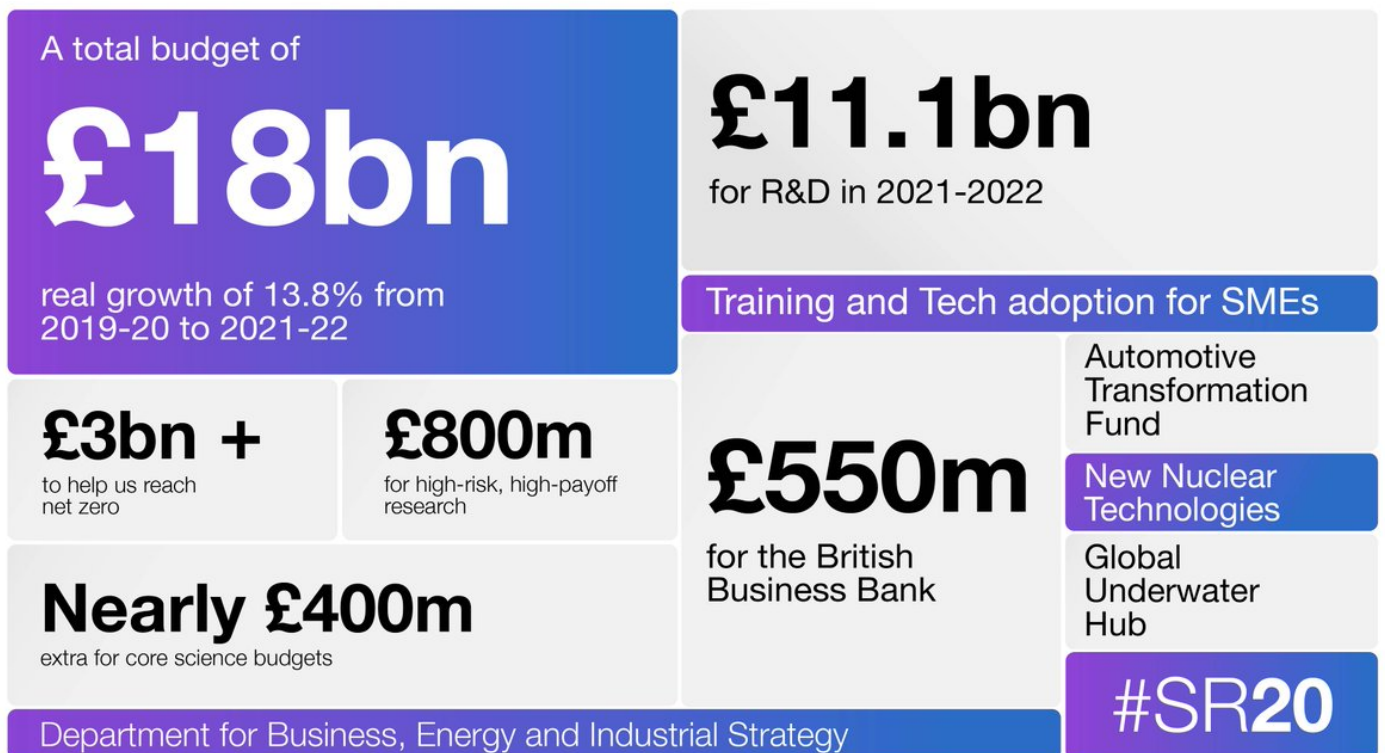 A total budget of
£18bn
real growth of 13.8% from
2019-20 to 2021-22
£11.1bn
for R&D in 2021-2022
Training and Tech adoption for SMEs
£3bn +
to help us reach
net zero
£800m
for high-risk, high-payoff
research
Nearly £400m
extra for core science budgets
£550m
for the British
Business Bank
Automotive
Transformation
Fund
New Nuclear
Technologies
Global
Underwater
Hub
Department for Business, Energy and Industrial Strategy
#SR20